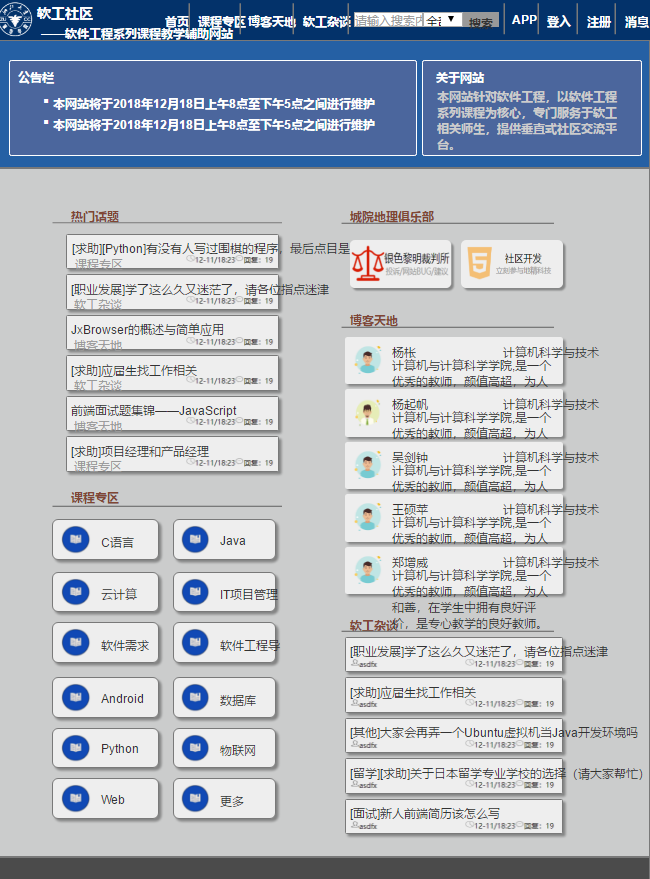 软工社区
——软件工程系列课程教学辅助网站
首页 课程专区 博客天地 软工杂谈 请输入搜索内 全部 搜索 APP 登入 注册 消息
公告栏
本网站将于2018年12月18日上午8点至下午5点之间进行维护
本网站将于2018年12月18日上午8点至下午5点之间进行维护
关于网站
本网站针对软件工程，以软件工程
系列课程为核心，专门服务于软工
相关师生，提供垂直式社区交流平
台。
热门话题
[求助][Python]有没有人写过围棋的程序，最后点目是
课程专区 12-11/18:23 回复：19
[职业发展]学了这么久又迷茫了，请各位指点迷津
软工杂谈 12-11/18:23 回复：19
JxBrowser的概述与简单应用
博客天地 12-11/18:23 回复：19
[求助]应届生找工作相关
软工杂谈 12-11/18:23 回复：19
前端面试题集锦——JavaScript
博客天地 12-11/18:23 回复：19
[求助]项目经理和产品经理
课程专区 12-11/18:23 回复：19
课程专区
C语言 Java
云计算 IT项目管理
软件需求 软件工程导
Android 数据库
Python 物联网
Web 更多
城院地理俱乐部
银色黎明裁判所
投诉/网站BUG/建议
社区开发
立刻参与地精科技
博客天地
杨枨 计算机科学与技术
计算机与计算科学学院,是一个
优秀的教师，颜值高超，为人
杨起帆 计算机科学与技术
计算机与计算科学学院,是一个
优秀的教师，颜值高超，为人
吴剑钟 计算机科学与技术
计算机与计算科学学院,是一个
优秀的教师，颜值高超，为人
王硕苹 计算机科学与技术
计算机与计算科学学院,是一个
优秀的教师，颜值高超，为人
郑增威 计算机科学与技术
计算机与计算科学学院,是一个
优秀的教师，颜值高超，为人
和善，在学生中拥有良好评
价，是专心教学的良好教师。
软工杂谈
[职业发展]学了这么久又迷茫了，请各位指点迷津
asdfx 12-11/18:23 回复：19
[求助]应届生找工作相关
asdfx 12-11/18:23 回复：19
[其他]大家会再弄一个Ubuntu虚拟机当Java开发环境吗
asdfx 12-11/18:23 回复：19
[留学][求助]关于日本留学专业学校的选择（请大家帮忙）
asdfx 12-11/18:23 回复：19
[面试]新人前端简历该怎么写
asdfx 12-11/18:23 回复：19